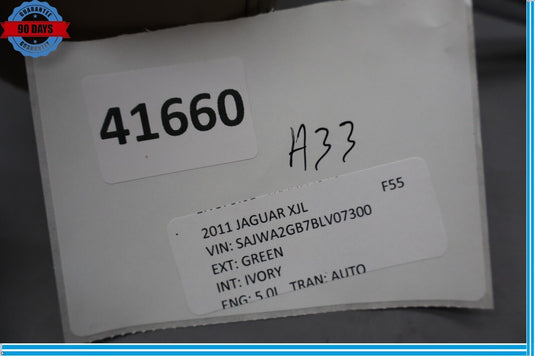 GUARANTEE
90 DAYS
GUARANTEE
41660
A33
F55
2011 JAGUAR XJL
VIN: SAJWA2GB7BLV07300
EXT: GREEN
INT: IVORY
ENG: 5.0L TRAN: AUTO